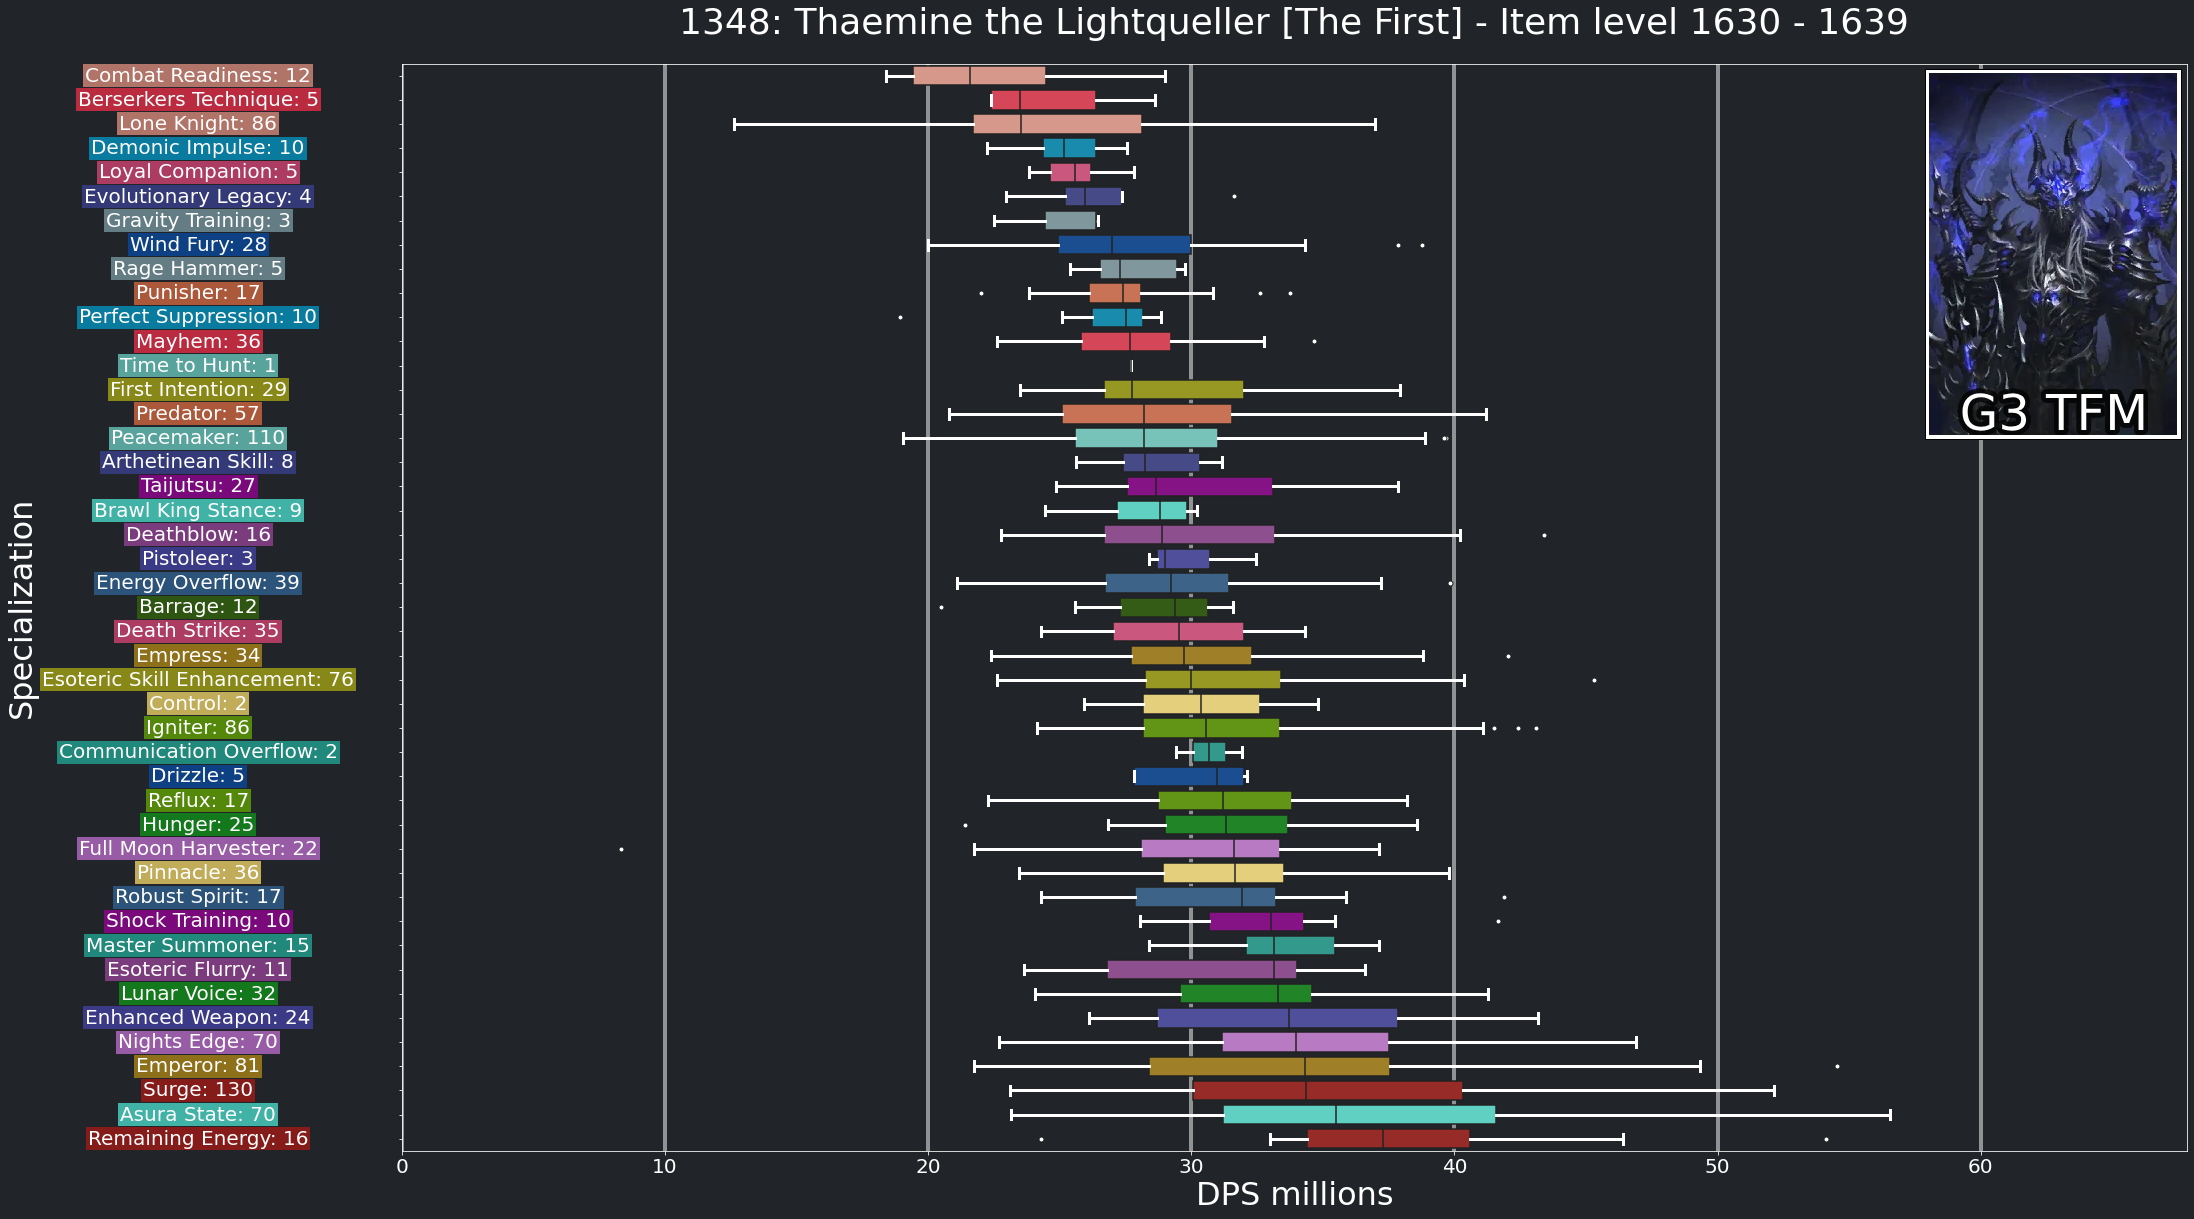 1348: Thaemine the Lightqueller [The First] - Item level 1630 - 1639
Combat Readiness: 12
Berserkers Technique: 5
Lone Knight: 86
Demonic Impulse: 10
Loyal Companion: 5
Evolutionary Legacy: 4
Gravity Training: 3
Wind Fury: 28
Rage Hammer: 5
Punisher: 17
Perfect Suppression: 10
Mayhem: 36
Time to Hunt: 1
First Intention: 29
Predator: 57
Peacemaker: 110
Arthetinean Skill: 8
Taijutsu: 27
Brawl King Stance: 9
Deathblow: 16
Pistoleer: 3
Energy Overflow: 39
Barrage: 12
Death Strike: 35
Empress: 34
Esoteric Skill Enhancement: 76
Control: 2
Igniter: 86
Communication Overflow: 2
Drizzle: 5
Reflux: 17
Hunger: 25
Full Moon Harvester: 22
Pinnacle: 36
Robust Spirit: 17
Shock Training: 10
Master Summoner: 15
Esoteric Flurry: 11
Lunar Voice: 32
Enhanced Weapon: 24
Nights Edge: 70
Emperor: 81
Surge: 130
Asura State: 70
Remaining Energy: 16
Specialization
G3 TFM
0 10 20 30 40 50 60
DPS millions